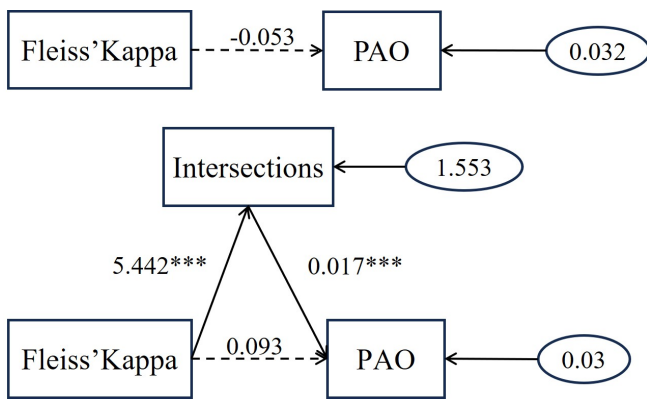 Fleiss'Kappa
-0.053
PAO
0.032
Intersections
1.553
5.442***
0.017***
Fleiss'Kappa
0.093
PAO
0.03